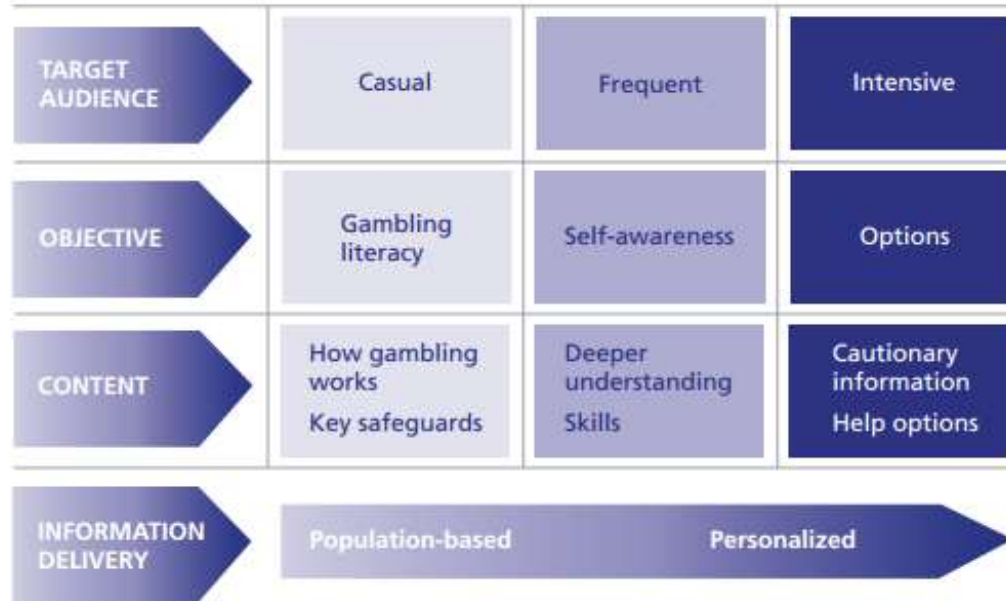 TARGET
AUDIENCE
Casual
Frequent
Intensive
OBJECTIVE
Gambling
literacy
Self-awareness
Options
CONTENT
How gambling
works
Key safeguards
Deeper
understanding
Skills
Cautionary
information
Help options
INFORMATION
DELIVERY
Population-based
Personalized